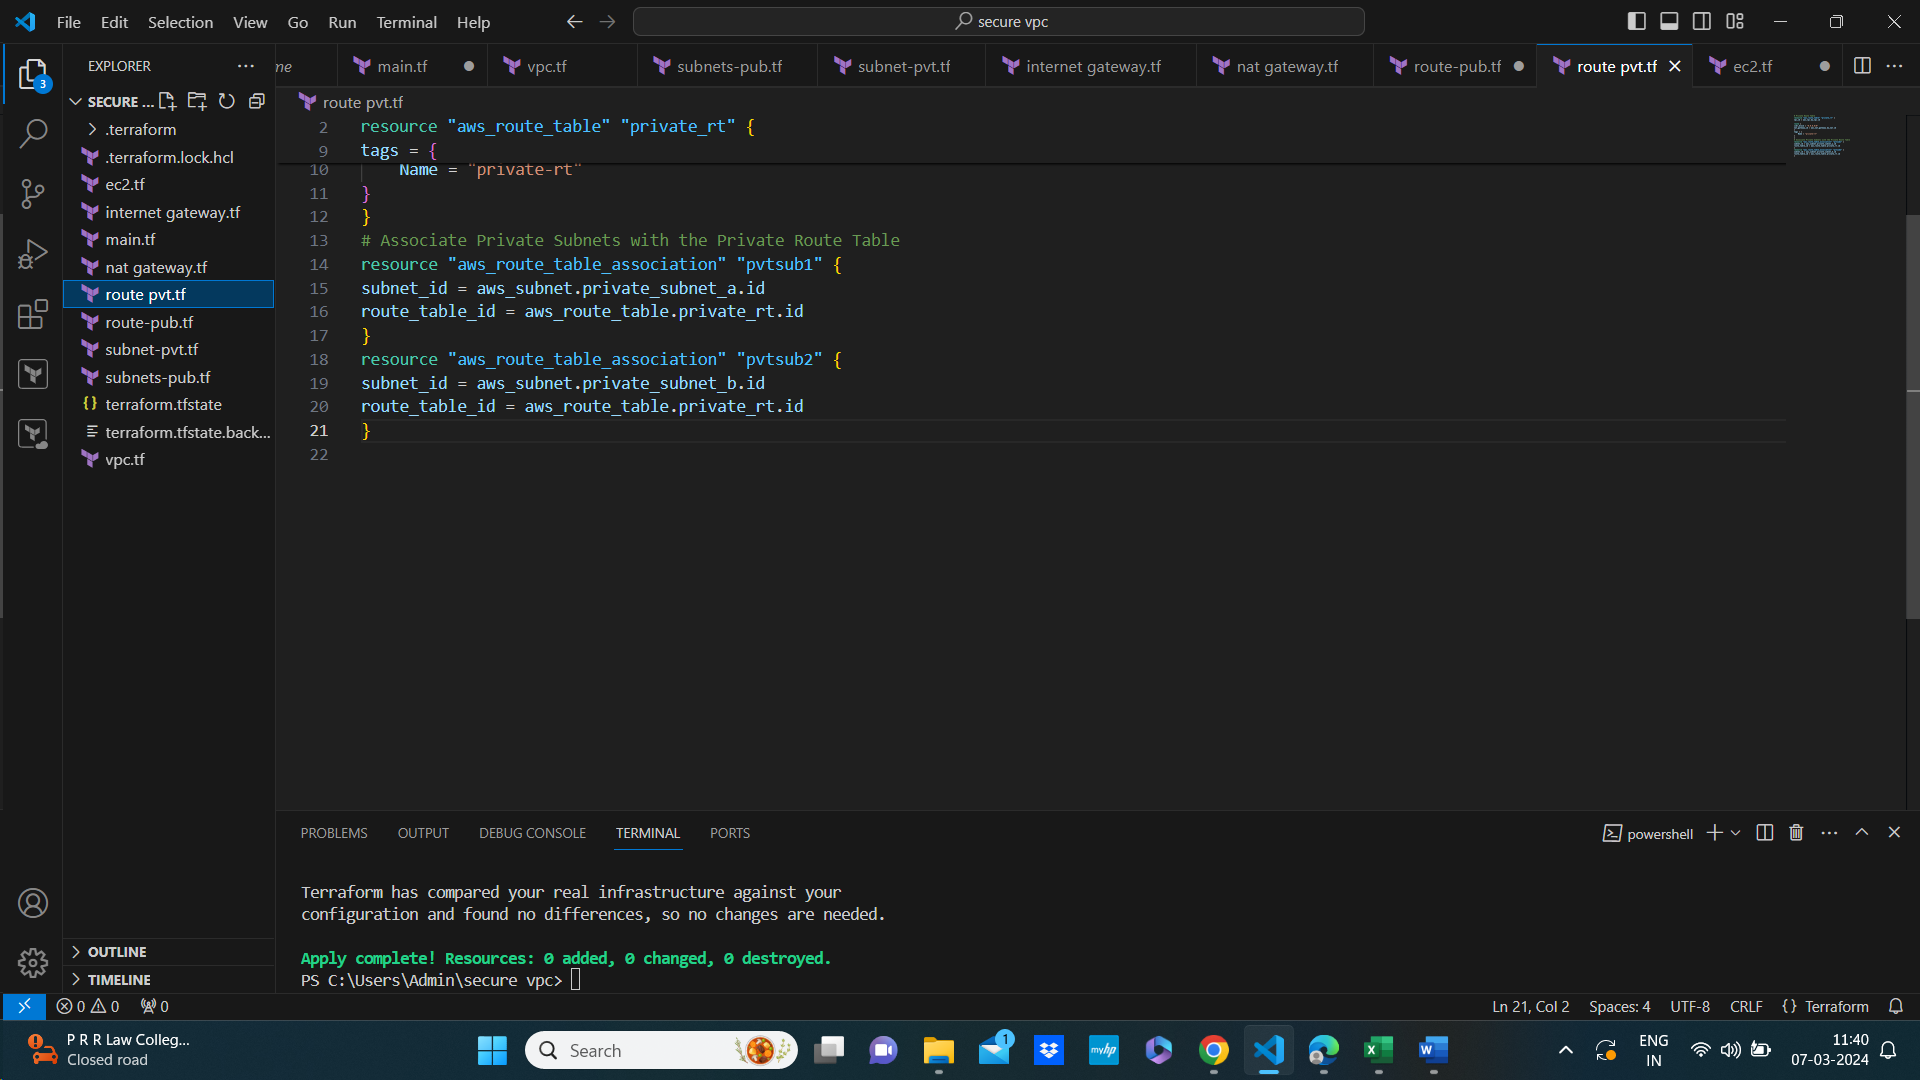 File Edit Selection View Go Run Terminal Help
secure vpc
EXPLORER
3
me
main.tf
vpc.tf
subnets-pub.tf
subnet-pvt.tf
internet gateway.tf
nat gateway.tf
route-pub.tf
route pvt.tf
ec2.tf
SECURE ...
.terraform
.terraform.lock.hcl
ec2.tf
internet gateway.tf
main.tf
nat gateway.tf
route pvt.tf
route-pub.tf
subnet-pvt.tf
subnets-pub.tf
{} terraform.tfstate
terraform.tfstate.back...
vpc.tf
OUTLINE
TIMELINE
route pvt.tf
2 resource "aws_route_table" "private_rt" {
9 tags = {
10 Name = "private-rt"
11 }
12 }
13 # Associate Private Subnets with the Private Route Table
14 resource "aws_route_table_association" "pvtsub1" {
15 subnet_id = aws_subnet.private_subnet_a.id
16 route_table_id = aws_route_table.private_rt.id
17 }
18 resource "aws_route_table_association" "pvtsub2" {
19 subnet_id = aws_subnet.private_subnet_b.id
20 route_table_id = aws_route_table.private_rt.id
21 }
22
PROBLEMS OUTPUT DEBUG CONSOLE TERMINAL PORTS
powershell
Terraform has compared your real infrastructure against your
configuration and found no differences, so no changes are needed.
Apply complete! Resources: 0 added, 0 changed, 0 destroyed.
PS C:\Users\Admin\secure vpc>
0 0 0
Ln 21, Col 2 Spaces: 4 UTF-8 CRLF {} Terraform
P R R Law Colleg...
Closed road
Search
1
myhp
ENG
IN
11:40
07-03-2024